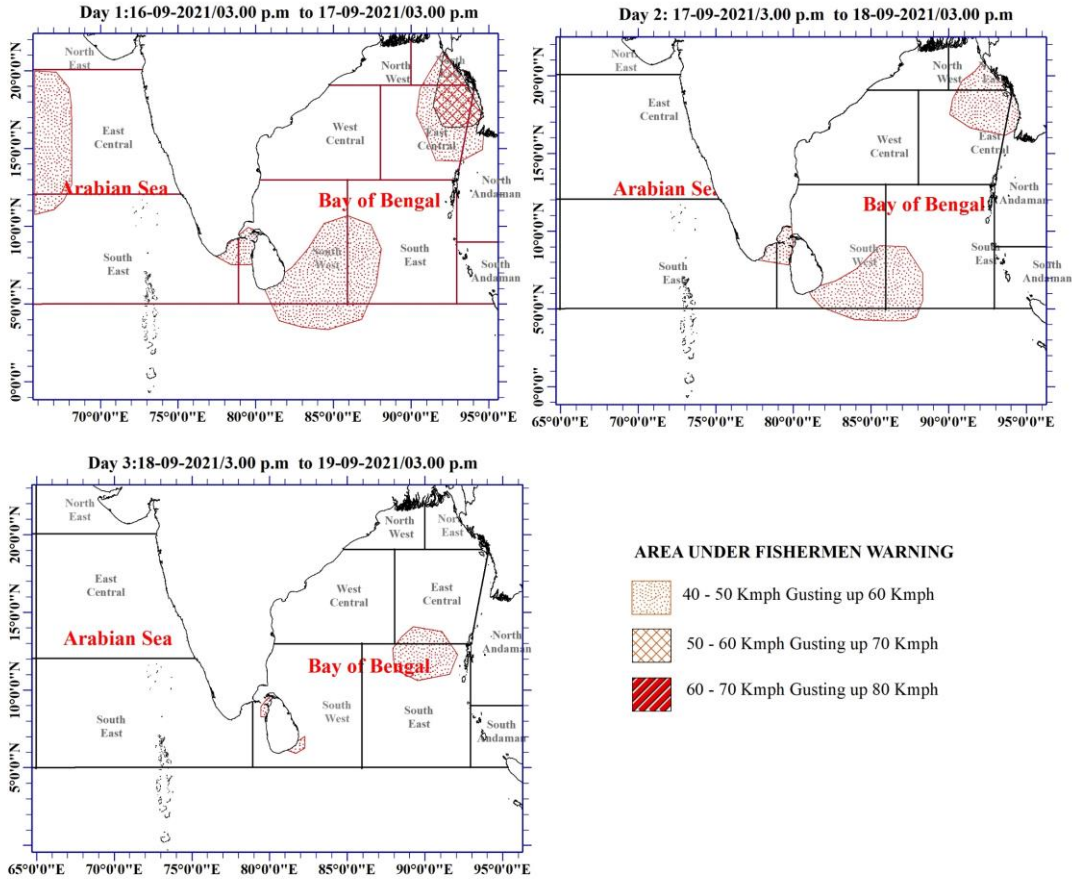 Day 1:16-09-2021/03.00 p.m to 17-09-2021/03.00 p.m
North
East
North
West
East
Central
West
Central
East
Central
Arabian Sea
Bay of Bengal
North
Andaman
South
East
South
West
South
East
South
Andaman
20°0'0"N
15°0'0"N
10°0'0"N
5°0'0"N
0°0'0"
70°0'0"E
75°0'0"E
80°0'0"E
85°0'0"E
90°0'0"E
95°0'0"E
Day 2: 17-09-2021/3.00 p.m to 18-09-2021/03.00 p.m
North
East
North
West
East
East
Central
West
Central
East
Central
Arabian Se
Bay of Bengal
North
Andaman
South
East
South
West
South
East
South
Andaman
20°0'0"N
15°0'0"N
10°0'0"N
5°0'0"N
0°0'0"N
65°0'0"E
70°0'0"E
75°0'0"E
80°0'0"E
85°0'0"E
90°0'0"E
95°0'0"E
Day 3:18-09-2021/3.00 p.m to 19-09-2021/03.00 p.m
North
East
North
West
North
East
East
Central
West
Central
East
Central
Arabian Sea
Bay of Bengal
North
Andaman
South
East
South
West
South
East
South
Andaman
20°0'0"N
15°0'0"N
10°0'0"N
5°0'0"N
65°0'0"E
70°0'0"E
75°0'0"E
80°0'0"E
85°0'0"E
90°0'0"E
95°0'0"E
AREA UNDER FISHERMEN WARNING
40 - 50 Kmph Gusting up 60 Kmph
50 - 60 Kmph Gusting up 70 Kmph
60 - 70 Kmph Gusting up 80 Kmph